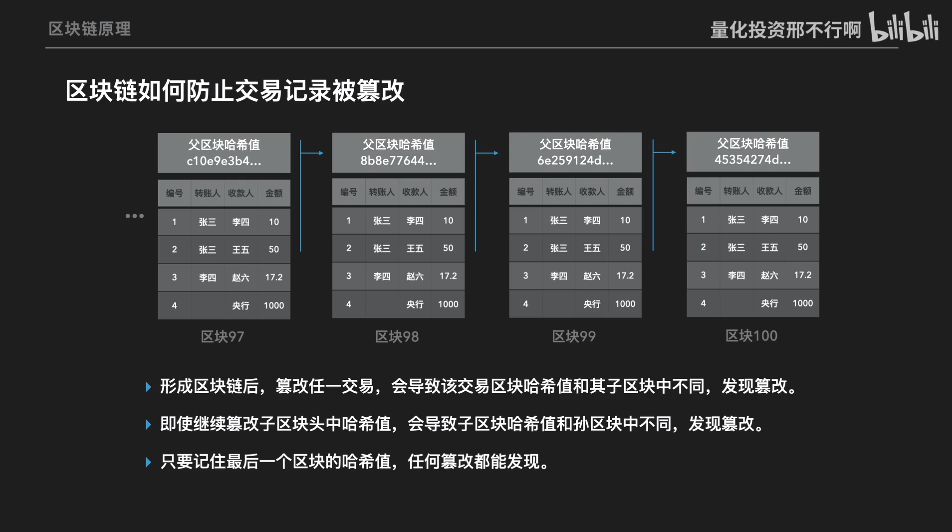 区块链原理
量化投资邢不行啊 bilibili
区块链如何防止交易记录被篡改
父区块哈希值
c10e9e3b4...
编号 转账人 收款人 金额
1 张三 李四 10
2 张三 王五 50
3 李四 赵六 17.2
4 央行 1000
区块97
父区块哈希值
8b8e77644...
编号 转账人 收款人 金额
1 张三 李四 10
2 张三 王五 50
3 李四 赵六 17.2
4 央行 1000
区块98
父区块哈希值
6e259124d...
编号 转账人 收款人 金额
1 张三 李四 10
2 张三 王五 50
3 李四 赵六 17.2
4 央行 1000
区块99
父区块哈希值
45354274d...
编号 转账人 收款人 金额
1 张三 李四 10
2 张三 王五 50
3 李四 赵六 17.2
4 央行 1000
区块100
形成区块链后，篡改任一交易，会导致该交易区块哈希值和其子区块中不同，发现篡改。
即使继续篡改子区块头中哈希值，会导致子区块哈希值和孙区块中不同，发现篡改。
只要记住最后一个区块的哈希值，任何篡改都能发现。